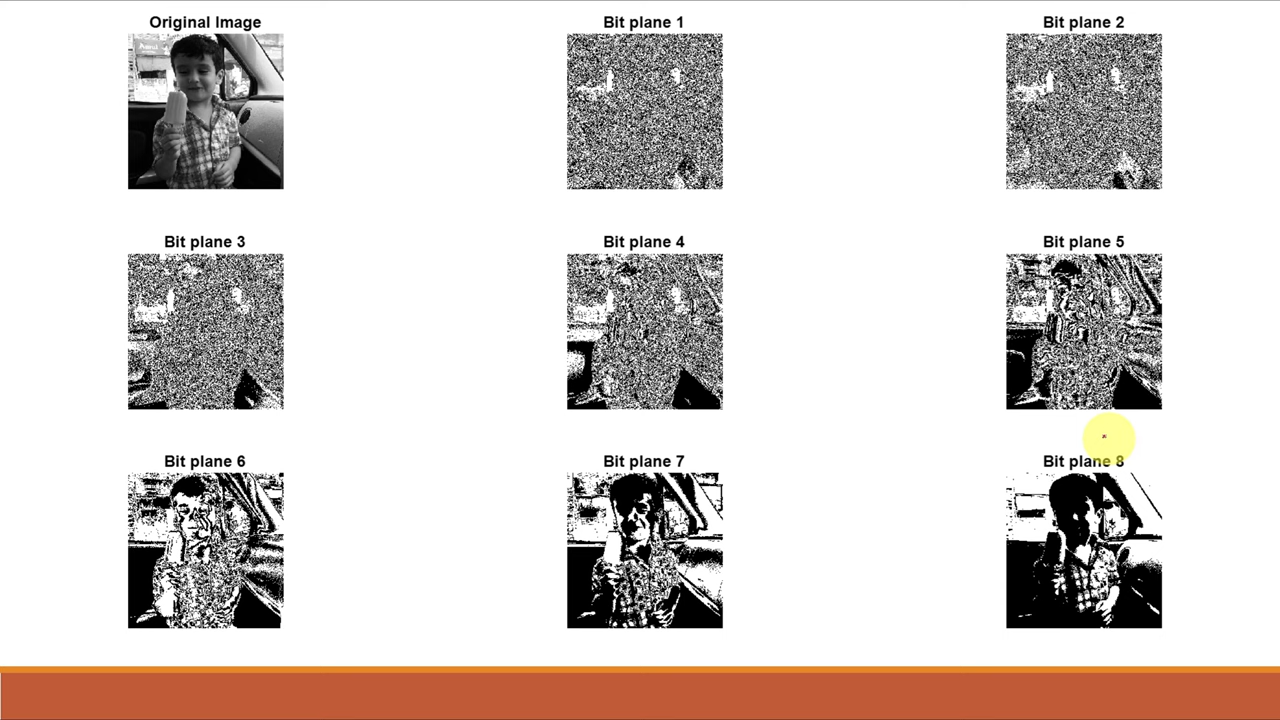 Original Image
Bit plane 1
Bit plane 2
Bit plane 3
Bit plane 4
Bit plane 5
Bit plane 6
Bit plane 7
Bit plane 8